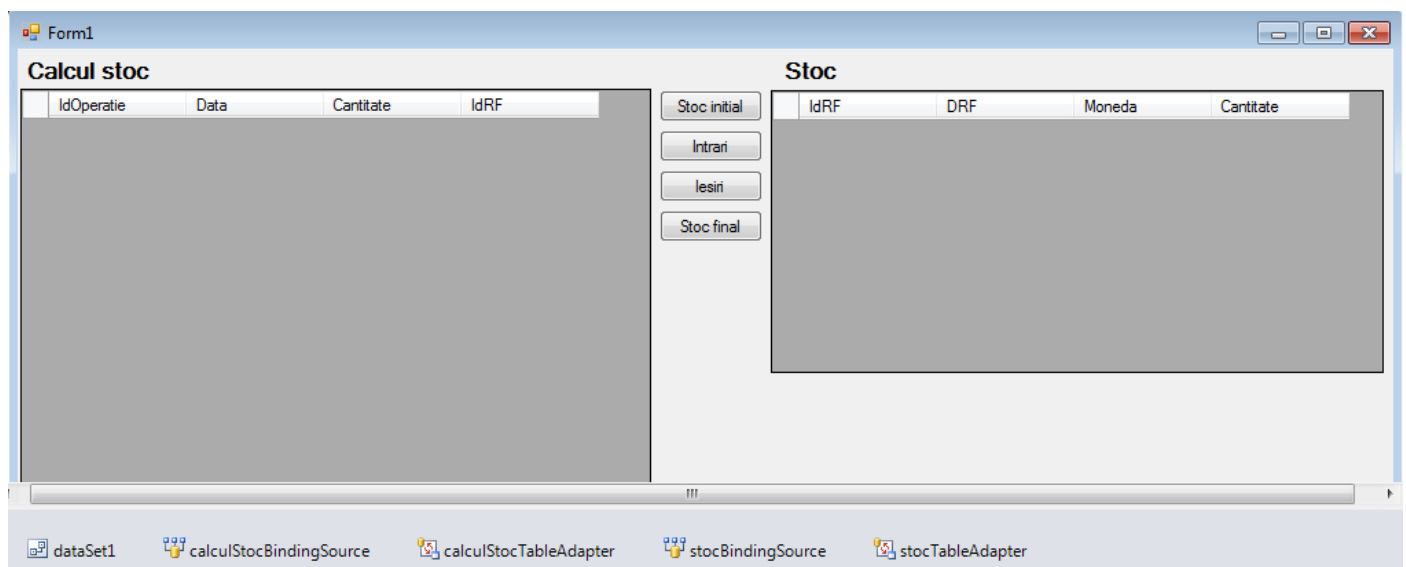 Form1
Calcul stoc
Stoc
IdOperatie Data Cantitate IdRF
Stoc initial
IdRF DRF Moneda Cantitate
Intrari
Iesiri
Stoc final
dataSet1 calculStocBindingSource calculStocTableAdapter stocBindingSource stocTableAdapter